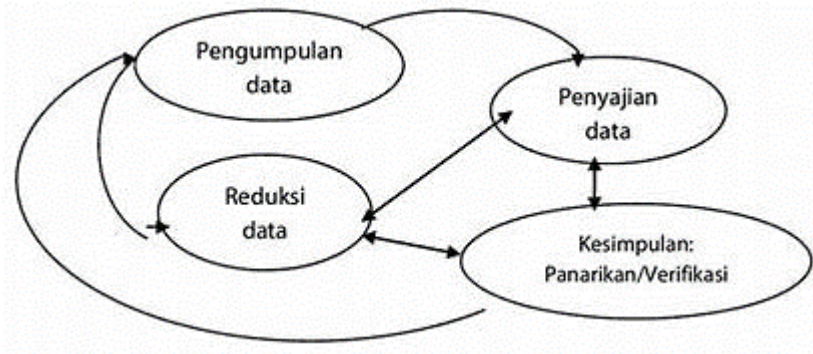 Pengumpulan
data
Penyajian
data
Reduksi
data
Kesimpulan:
Panarikan/Verifikasi